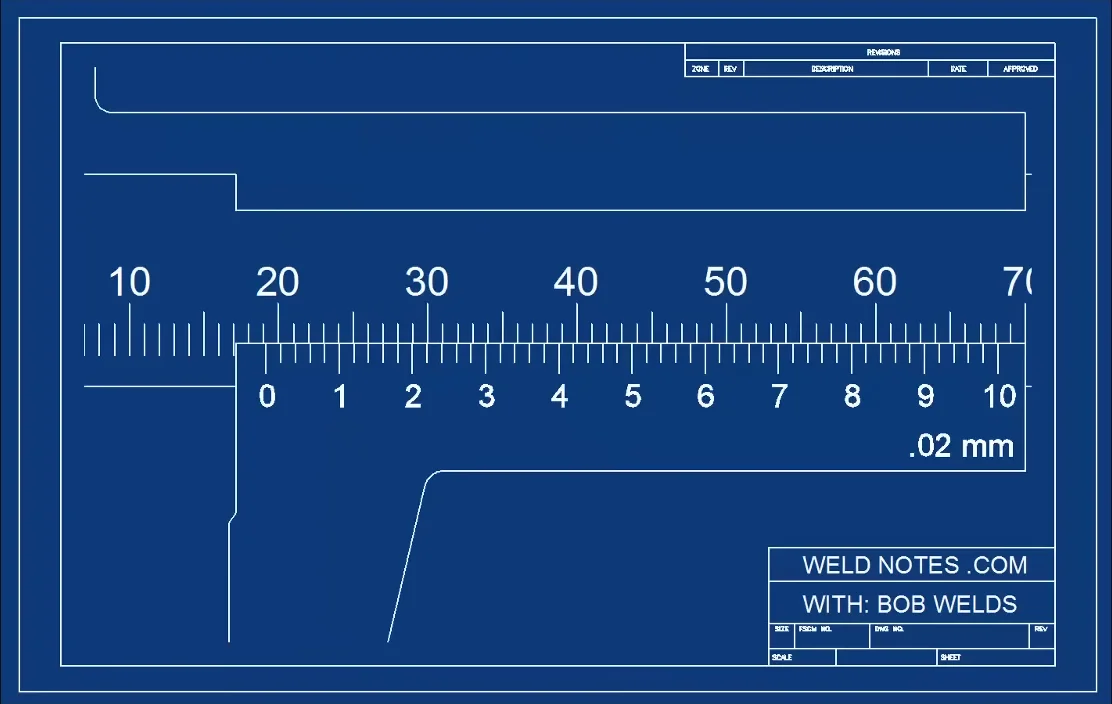 REVISIONS
ZONE REV DESCRIPTION DATE APPROVED
10 20 30 40 50 60 70
0 1 2 3 4 5 6 7 8 9 10
.02 mm
WELD NOTES .COM
WITH: BOB WELDS
SIZE FSCM NO. DWG NO. REV
SCALE SHEET